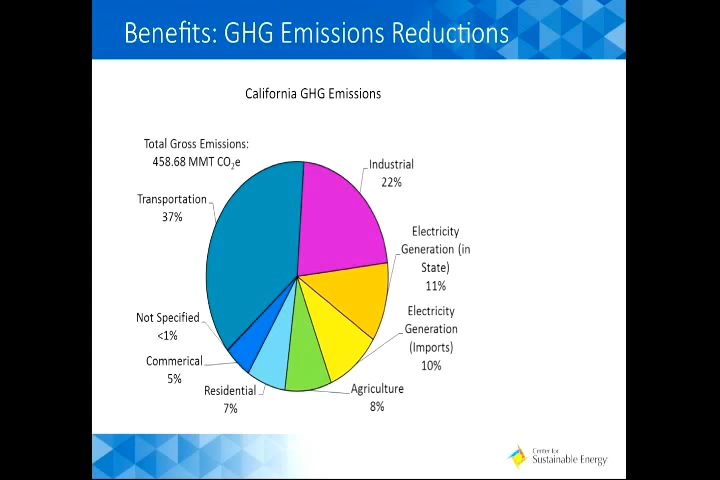 Benefits: GHG Emissions Reductions
California GHG Emissions
Total Gross Emissions:
458.68 MMT CO₂e
Industrial
22%
Transportation
37%
Electricity
Generation (in
State)
11%
Electricity
Generation
(Imports)
10%
Not Specified
<1%
Commerical
5%
Residential
7%
Agriculture
8%
Center for
Sustainable Energy